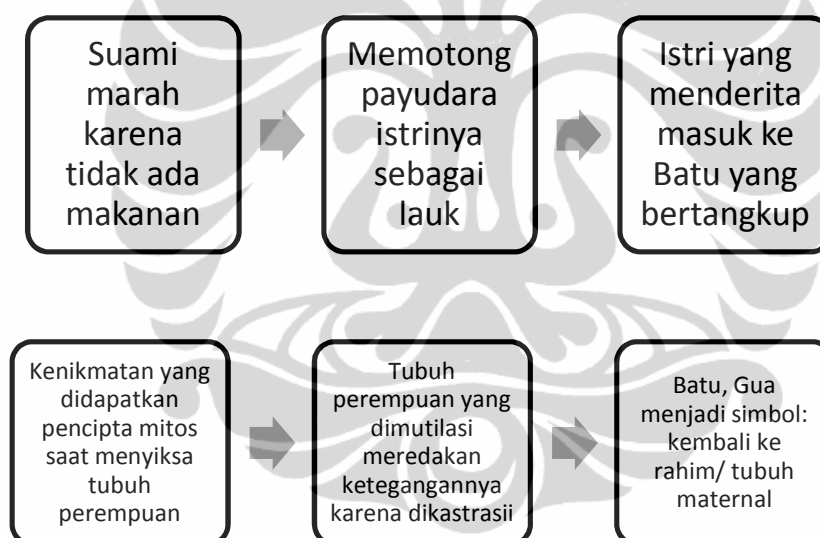 Suami
marah
karena
tidak ada
makanan
Memotong
payudara
istrinya
sebagai
lauk
Istri yang
menderita
masuk ke
Batu yang
bertangkup
Kenikmatan yang
didapatkan
pencipta mitos
saat menyiksa
tubuh
perempuan
Tubuh
perempuan yang
dimutilasi
meredakan
ketegangannya
karena dikastrasii
Batu, Gua
menjadi simbol:
kembali ke
rahim/ tubuh
maternal